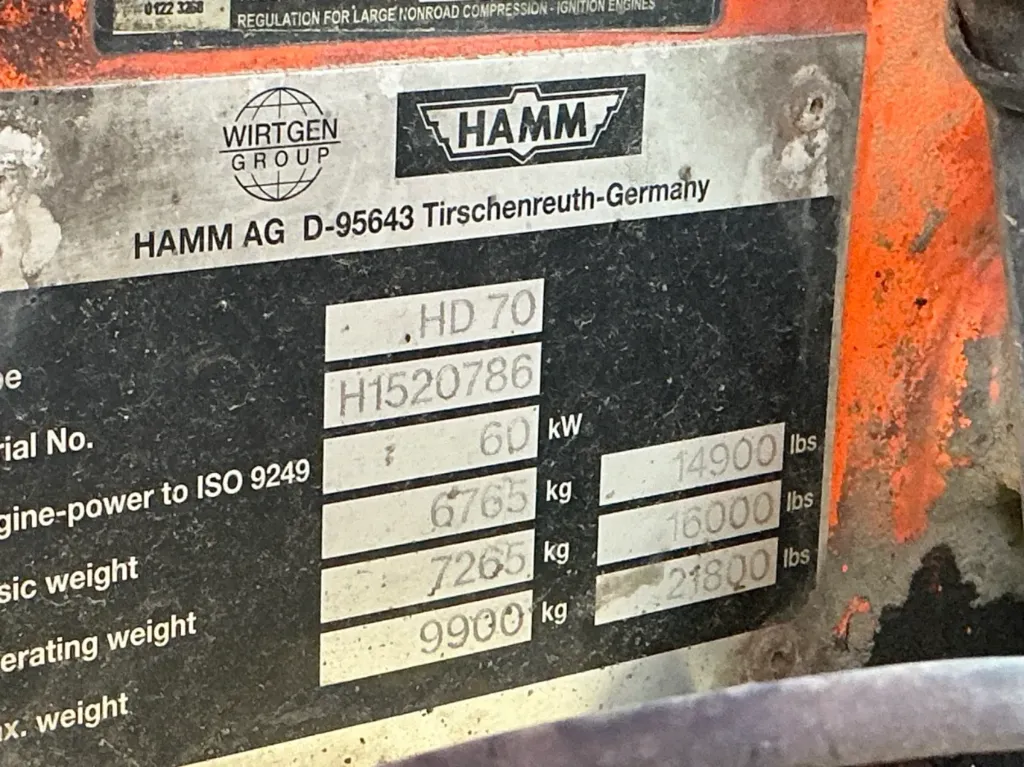 0122 3268
REGULATION FOR LARGE NONROAD COMPRESSION - IGNITION ENGINES
WIRTGEN
GROUP
HAMM
HAMM AG D-95643 Tirschenreuth-Germany
pe HD 70
rial No. H1520786
gine-power to ISO 9249 60 kW
sic weight 6765 kg 14900 lbs
erating weight 7265 kg 16000 lbs
x. weight 9900 kg 21800 lbs